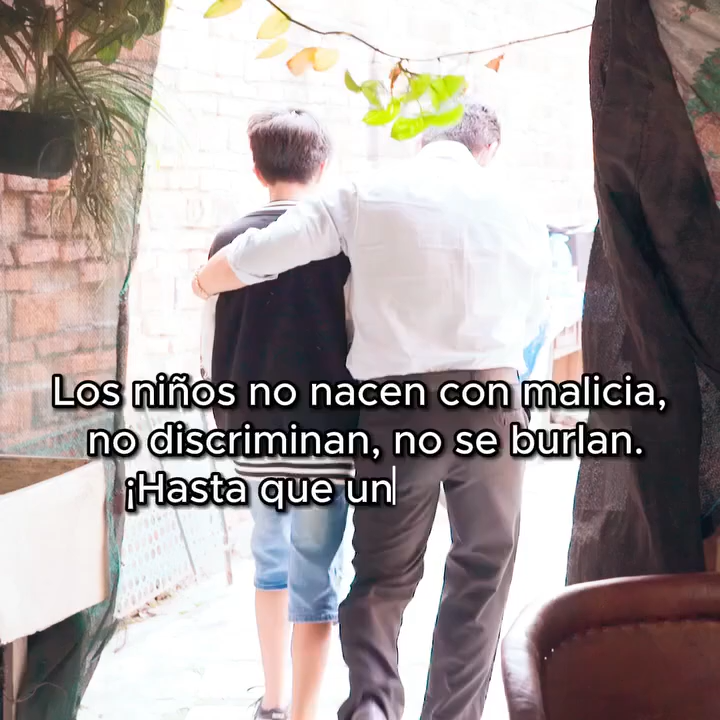 Los niños no nacen con malicia,
no discriminan, no se burlan.
¡Hasta que un